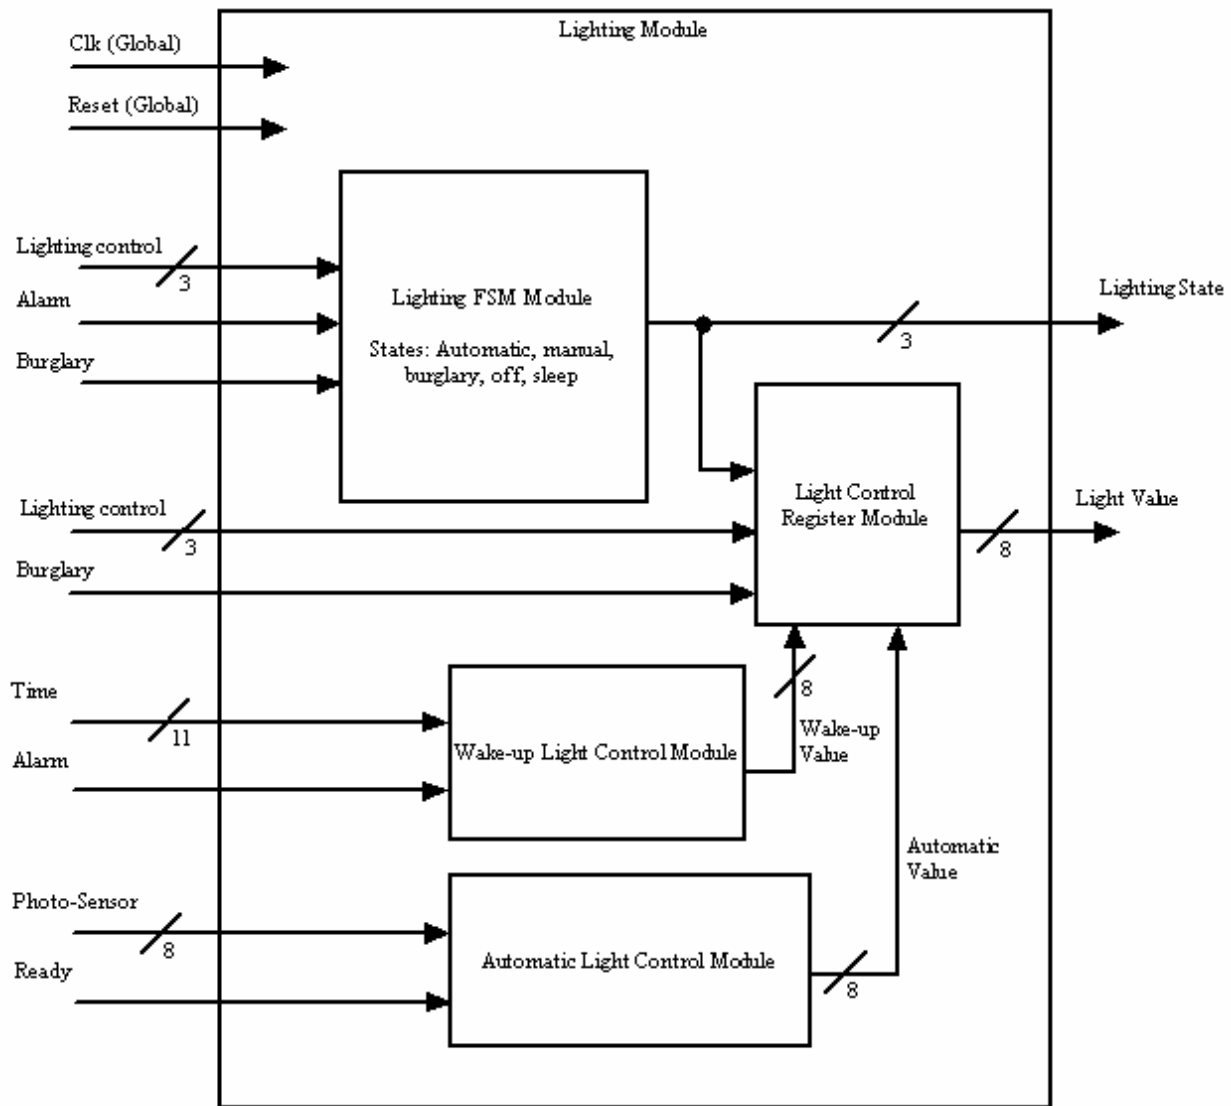 Lighting Module
Clk (Global)
Reset (Global)
Lighting control
3
Alarm
Burglary
Lighting FSM Module
States: Automatic, manual,
burglary, off, sleep
3
Lighting State
Lighting control
3
Burglary
Light Control
Register Module
8
Light Value
Time
11
Alarm
Wake-up Light Control Module
8
Wake-up
Value
Photo-Sensor
8
Ready
Automatic Light Control Module
8
Automatic
Value